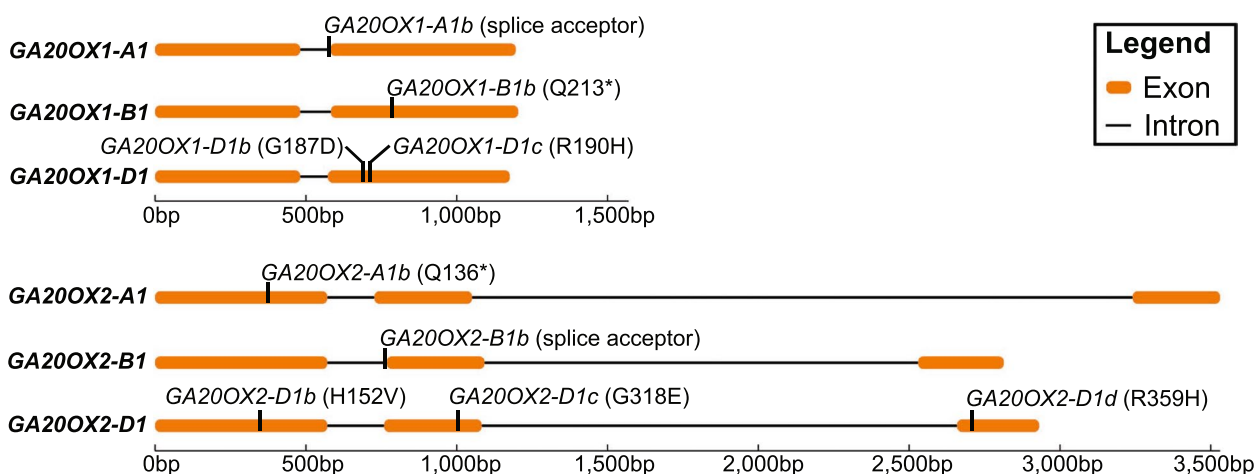 GA20OX1-A1b (splice acceptor)
GA20OX1-A1
GA20OX1-B1b (Q213*)
GA20OX1-B1
GA20OX1-D1b (G187D) GA20OX1-D1c (R190H)
GA20OX1-D1
0bp 500bp 1,000bp 1,500bp
Legend
Exon
Intron
GA20OX2-A1b (Q136*)
GA20OX2-A1
GA20OX2-B1b (splice acceptor)
GA20OX2-B1
GA20OX2-D1b (H152V) GA20OX2-D1c (G318E) GA20OX2-D1d (R359H)
GA20OX2-D1
0bp 500bp 1,000bp 1,500bp 2,000bp 2,500bp 3,000bp 3,500bp